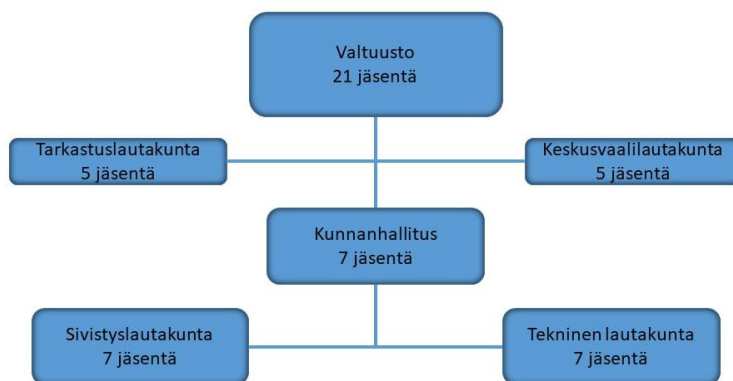 Valtuusto
21 jäsentä
Tarkastuslautakunta
5 jäsentä
Keskusvaalilautakunta
5 jäsentä
Kunnanhallitus
7 jäsentä
Sivistyslautakunta
7 jäsentä
Tekninen lautakunta
7 jäsentä